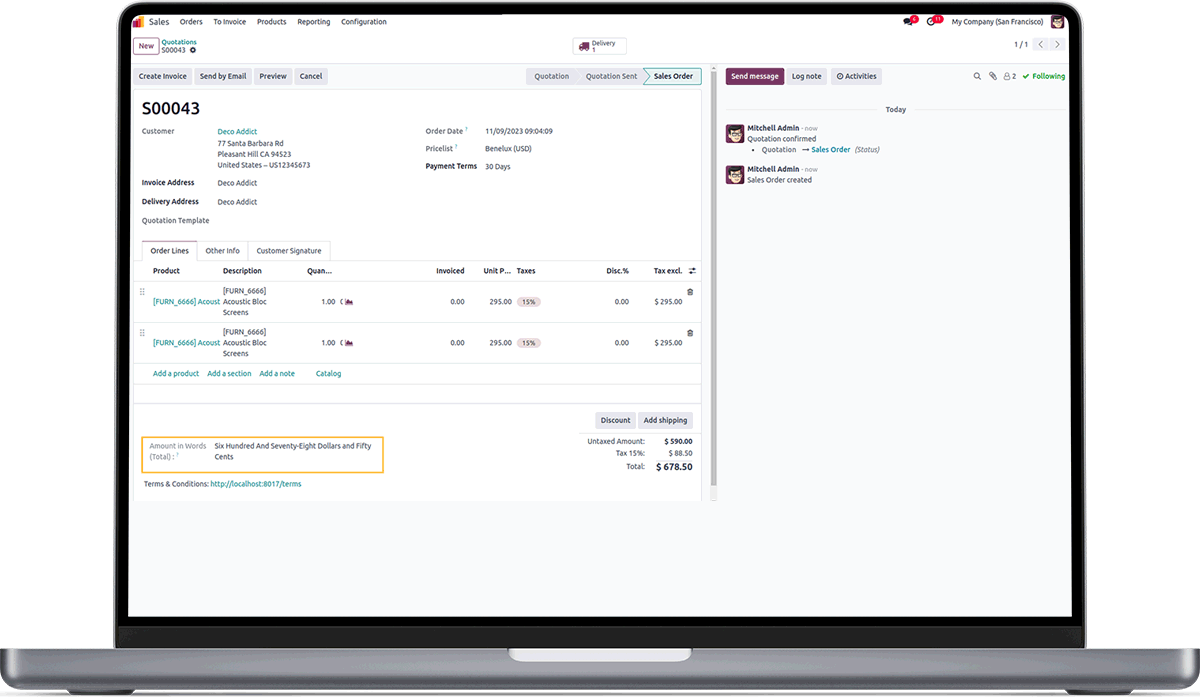 Sales Orders To Invoice Products Reporting Configuration 6 11 My Company (San Francisco)
New Quotations S00043 Delivery 1 1 / 1
Create Invoice Send by Email Preview Cancel Quotation Quotation Sent Sales Order Send message Log note Activities 2 Following
S00043
Customer Deco Addict
77 Santa Barbara Rd
Pleasant Hill CA 94523
United States – US12345673
Order Date ? 11/09/2023 09:04:09
Pricelist ? Benelux (USD)
Payment Terms 30 Days
Invoice Address Deco Addict
Delivery Address Deco Addict
Quotation Template
Order Lines Other Info Customer Signature
Product Description Quan... Invoiced Unit P... Taxes Disc.% Tax excl.
[FURN_6666] Acoust [FURN_6666] Acoustic Bloc Screens 1.00 0.00 295.00 15% 0.00 $ 295.00
[FURN_6666] Acoust [FURN_6666] Acoustic Bloc Screens 1.00 0.00 295.00 15% 0.00 $ 295.00
Add a product Add a section Add a note Catalog
Discount Add shipping
Amount in Words (Total) : ? Six Hundred And Seventy-Eight Dollars and Fifty Cents
Untaxed Amount: $ 590.00
Tax 15%: $ 88.50
Total: $ 678.50
Terms & Conditions: http://localhost:8017/terms
Today
Mitchell Admin - now
Quotation confirmed
• Quotation → Sales Order (Status)
Mitchell Admin - now
Sales Order created